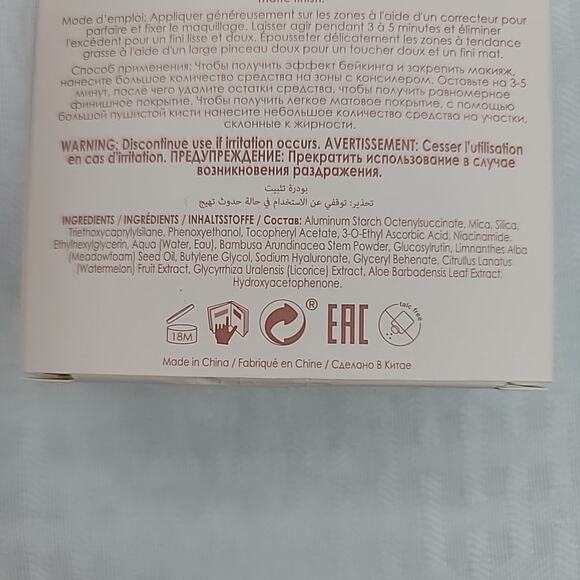 matte finish.
Mode d'emploi: Appliquer généreusement sur les zones à l'aide d'un correcteur pour
parfaire et fixer le maquillage. Laisser agir pendant 3 à 5 minutes et éliminer
l'excédent pour un fini lisse et doux. Épousseter délicatement les zones à tendance
grasse à l'aide d'un large pinceau doux pour un toucher doux et un fini mat.
Способ применения: Чтобы получить эффект бейкинга и закрепить макияж,
нанесите большое количество средства на зоны с консилером. Оставьте на 3-5
минут, после чего удалите остатки средства, чтобы получить равномерное
финишное покрытие. Чтобы получить легкое матовое покрытие, с помощью
большой пушистой кисти нанесите небольшое количество средства на участки,
склонные к жирности.
WARNING: Discontinue use if irritation occurs. AVERTISSEMENT: Cesser l'utilisation
en cas d'irritation. ПРЕДУПРЕЖДЕНИЕ: Прекратить использование в случае
возникновения раздражения.
بودرة تثبيت
تحذير: توقفي عن الاستخدام في حالة حدوث تهيج
INGREDIENTS / INGRÉDIENTS / INHALTSSTOFFE / Состав: Aluminum Starch Octenylsuccinate, Mica, Silica,
Triethoxycaprylylsilane, Phenoxyethanol, Tocopheryl Acetate, 3-O-Ethyl Ascorbic Acid, Niacinamide,
Ethylhexylglycerin, Aqua (Water, Eau), Bambusa Arundinacea Stem Powder, Glucosylrutin, Limnanthes Alba
(Meadowfoam) Seed Oil, Butylene Glycol, Sodium Hyaluronate, Glyceryl Behenate, Citrullus Lanatus
(Watermelon) Fruit Extract, Glycyrrhiza Uralensis (Licorice) Extract, Aloe Barbadensis Leaf Extract,
Hydroxyacetophenone.
18M
®
EAC
talc free
Made in China / Fabriqué en Chine / Сделано В Китае